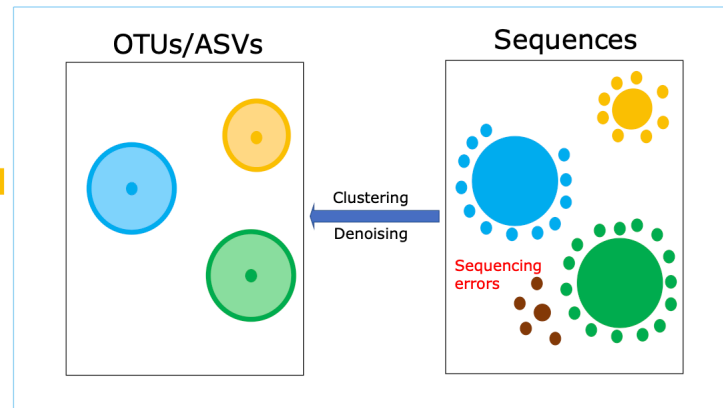 OTUs/ASVs
Sequences
Clustering
Denoising
Sequencing
errors